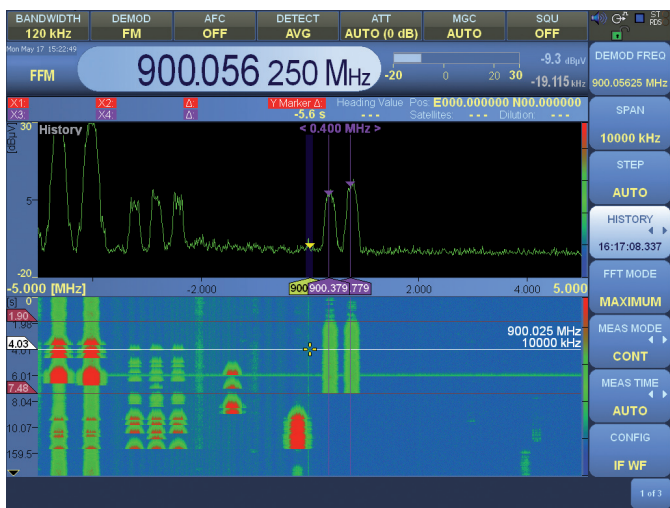 BANDWIDTH DEMOD AFC DETECT ATT MGC SQU ST
120 kHz FM OFF AVG AUTO (0 dB) AUTO OFF RDS
Mon May 17 15:22:49
FFM
900.056 250 MHz
-20 0 20 30
-9.3 dBµV
-19.115 kHz
DEMOD FREQ
900.05625 MHz
X1: X2: Δ: Y Marker Δ Heading Value Pos: E000.000000 N00.000000
X3: X4: Δ: -5.6 s --- Satellites: --- Dilution: ---
SPAN
10000 kHz
[dBµV]
30 History
< 0.400 MHz >
STEP
AUTO
5
HISTORY
16:17:08.337
-20
FFT MODE
MAXIMUM
-5.000 [MHz] -2.000 900 900.379 .779 2.000 4.000 5.000
[S] 0
1.90
1.98
900.025 MHz
10000 kHz
4.03
4.01
MEAS MODE
CONT
6.01
7.48
8.04
MEAS TIME
AUTO
10.07
159.5
CONFIG
IF WF
1 of 3